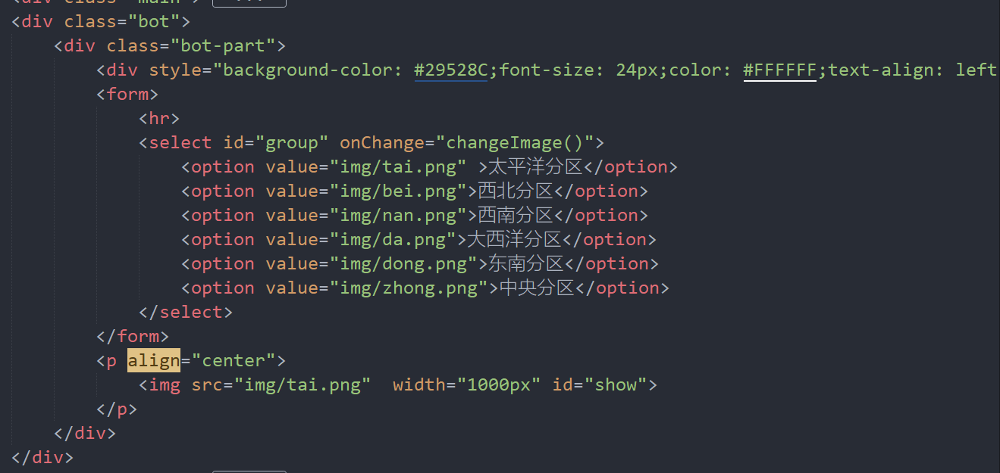 <div class="main">
<div class="bot">
<div class="bot-part">
<div style="background-color: #29528C;font-size: 24px;color: #FFFFFF;text-align: left
<form>
<hr>
<select id="group" onChange="changeImage()">
<option value="img/tai.png" >太平洋分区</option>
<option value="img/bei.png">西北分区</option>
<option value="img/nan.png">西南分区</option>
<option value="img/da.png">大西洋分区</option>
<option value="img/dong.png">东南分区</option>
<option value="img/zhong.png">中央分区</option>
</select>
</form>
<p align="center">
<img src="img/tai.png"  width="1000px" id="show">
</p>
</div>
</div>